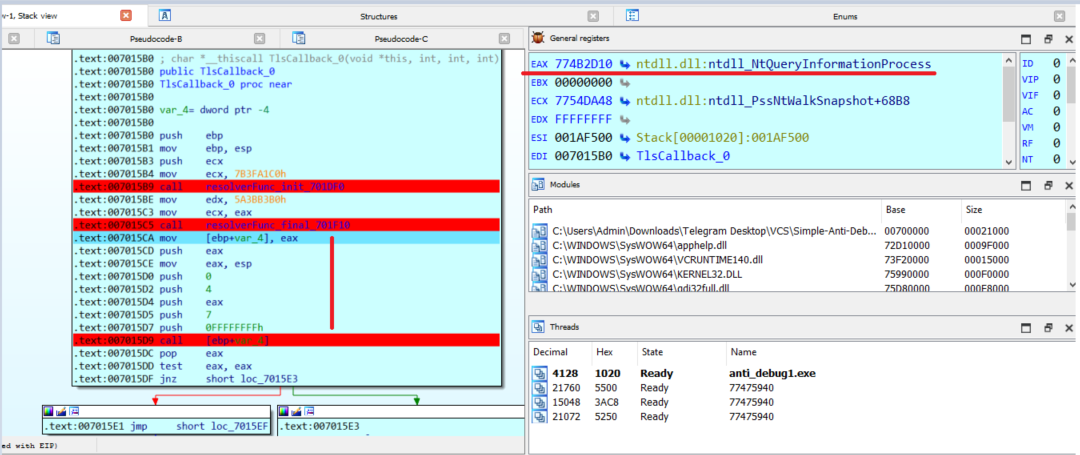 w-1, Stack view
Structures
Enums
Pseudocode-B
Pseudocode-C
General registers
.text:007015B0 ; char *__thiscall TlsCallback_0(void *this, int, int, int)
.text:007015B0 public TlsCallback_0
.text:007015B0 TlsCallback_0 proc near
.text:007015B0
.text:007015B0 var_4= dword ptr -4
.text:007015B0
.text:007015B0 push ebp
.text:007015B1 mov ebp, esp
.text:007015B3 push ecx
.text:007015B4 mov ecx, 7B3FA1C0h
.text:007015B9 call
.text:007015BE mov edx, 5A3BB3B0h
.text:007015C3 mov ecx, eax
.text:007015C5 call
.text:007015CA mov [ebp+var_4], eax
.text:007015CD push eax
.text:007015CE mov eax, esp
.text:007015D0 push 0
.text:007015D2 push 4
.text:007015D4 push eax
.text:007015D5 push 7
.text:007015D7 push 0FFFFFFFFh
.text:007015D9 call [ebp+var_4]
.text:007015DC pop eax
.text:007015DD test eax, eax
.text:007015DF jnz short loc_7015E3
.text:007015E1 jmp short loc_7015EF
.text:007015E3
ed with EIP)
EAX 774B2D10 ntdll.dll:ntdll_NtQueryInformationProcess
EBX 00000000
ECX 7754DA48 ntdll.dll:ntdll_PssNtWalkSnapshot+68B8
EDX FFFFFFFF
ESI 001AF500 Stack[00001020]:001AF500
EDI 007015B0 TlsCallback_0
ID 0
VIP 0
VIF 0
AC 0
VM 0
RF 0
NT 0
Modules
Path Base Size
C:\Users\Admin\Downloads\Telegram Desktop\VCS\Simple-Anti-Deb... 00700000 00021000
C:\WINDOWS\SysWOW64\apphelp.dll 72D10000 0009F000
C:\WINDOWS\SysWOW64\VCRUNTIME140.dll 73F20000 00015000
C:\WINDOWS\SysWOW64\KERNEL32.DLL 75990000 000F0000
C:\WINDOWS\SysWOW64\gdi32full.dll 75D80000 000E8000
Threads
Decimal Hex State Name
4128 1020 Ready anti_debug1.exe
21760 5500 Ready 77475940
15048 3AC8 Ready 77475940
21072 5250 Ready 77475940